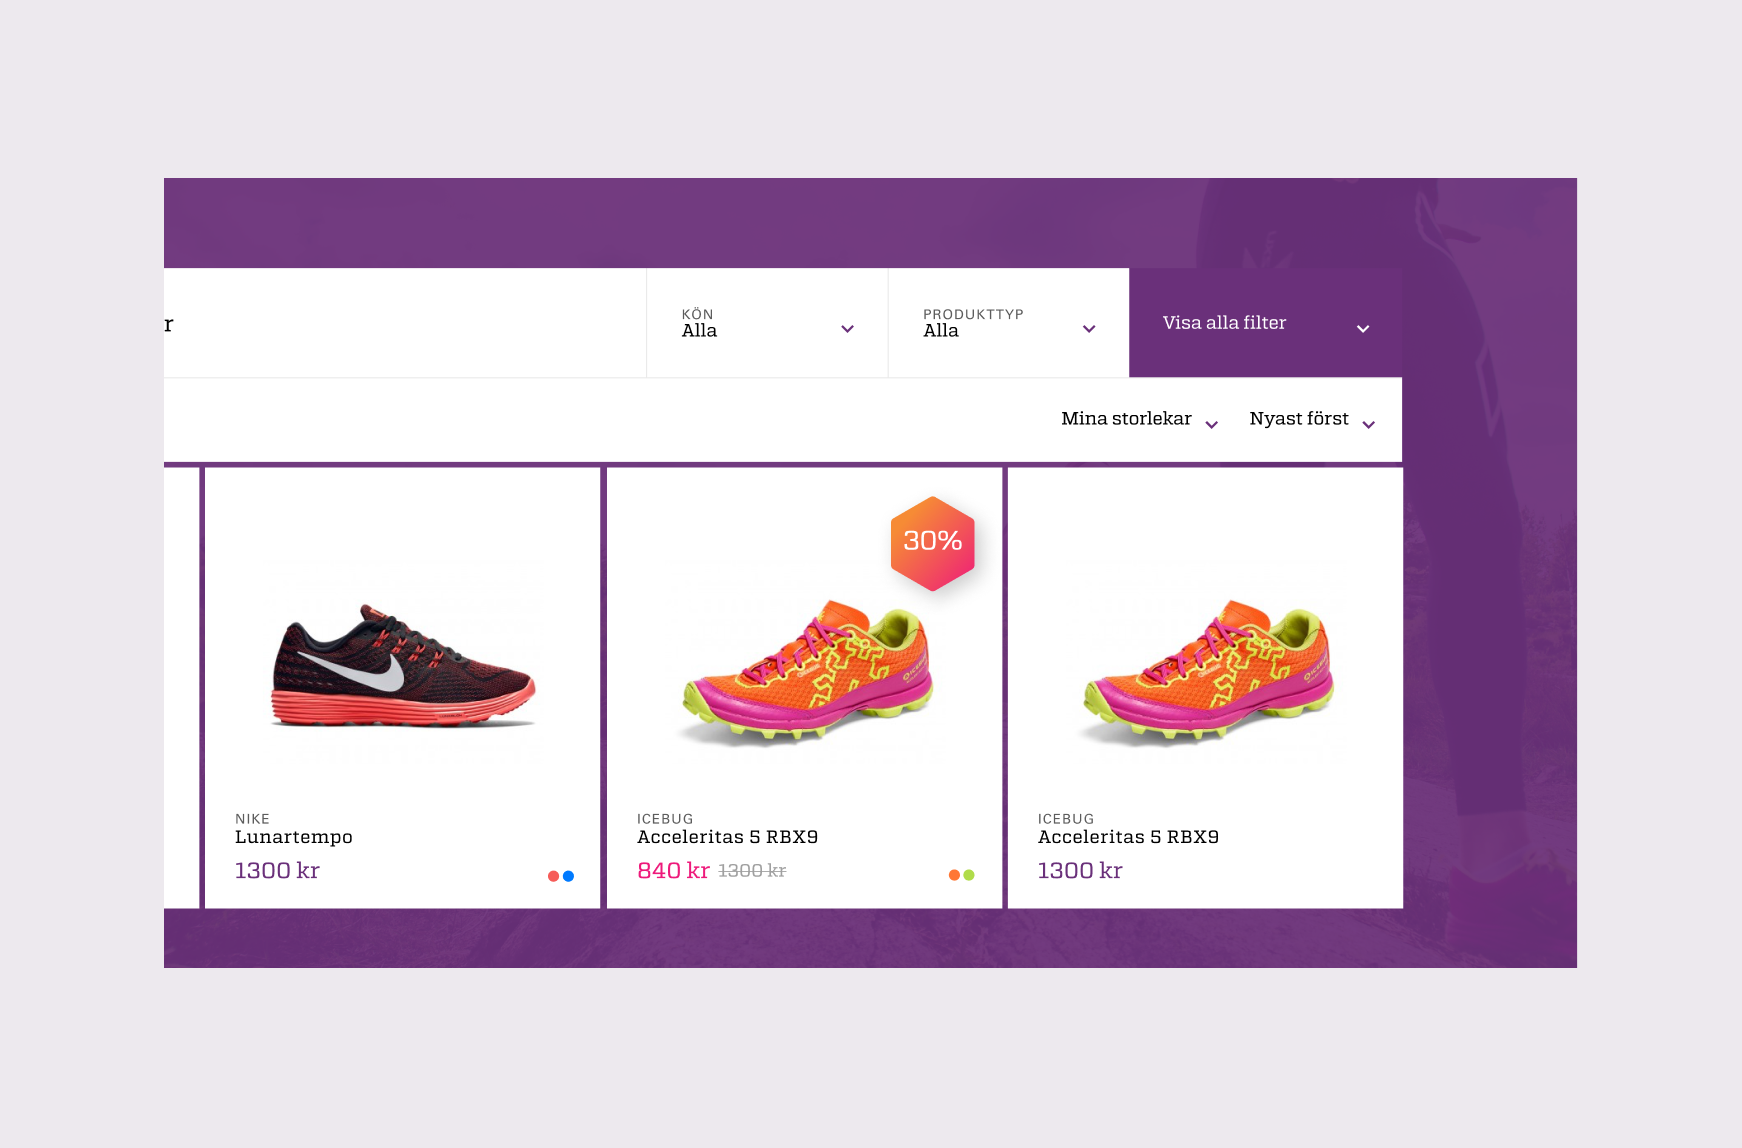 r
KÖN
Alla
PRODUKTTYP
Alla
Visa alla filter
Mina storlekar
Nyast först
30%
NIKE
Lunartempo
1300 kr
ICEBUG
Acceleritas 5 RBX9
840 kr 1300 kr
ICEBUG
Acceleritas 5 RBX9
1300 kr